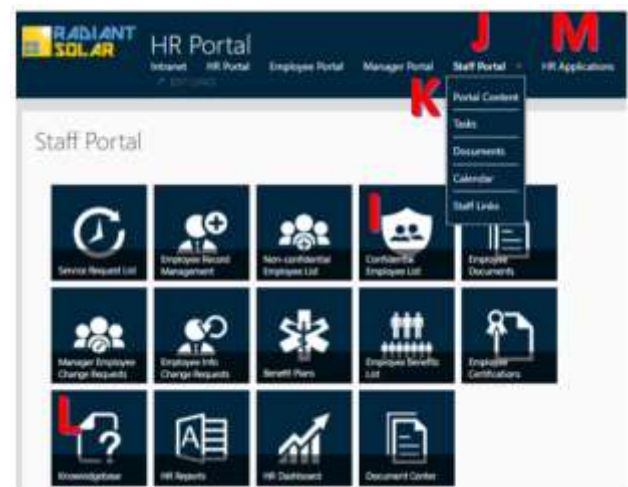 RADIANT
SOLAR
HR Portal
Intranet HR Portal Employee Portal Manager Portal Staff Portal HR Applications
EDIT LINKS
J
M
K
Portal Content
Tasks
Documents
Calendar
Staff Links
Staff Portal
I
Service Request List
Employee Record
Management
Non-confidential
Employee List
Confidential
Employee List
Employee
Documents
Manager Employee
Change Requests
Employee Info
Change Requests
Benefit Plans
Employee Benefits
List
Employee
Certifications
L
Knowledgebase
HR Reports
HR Dashboard
Document Center